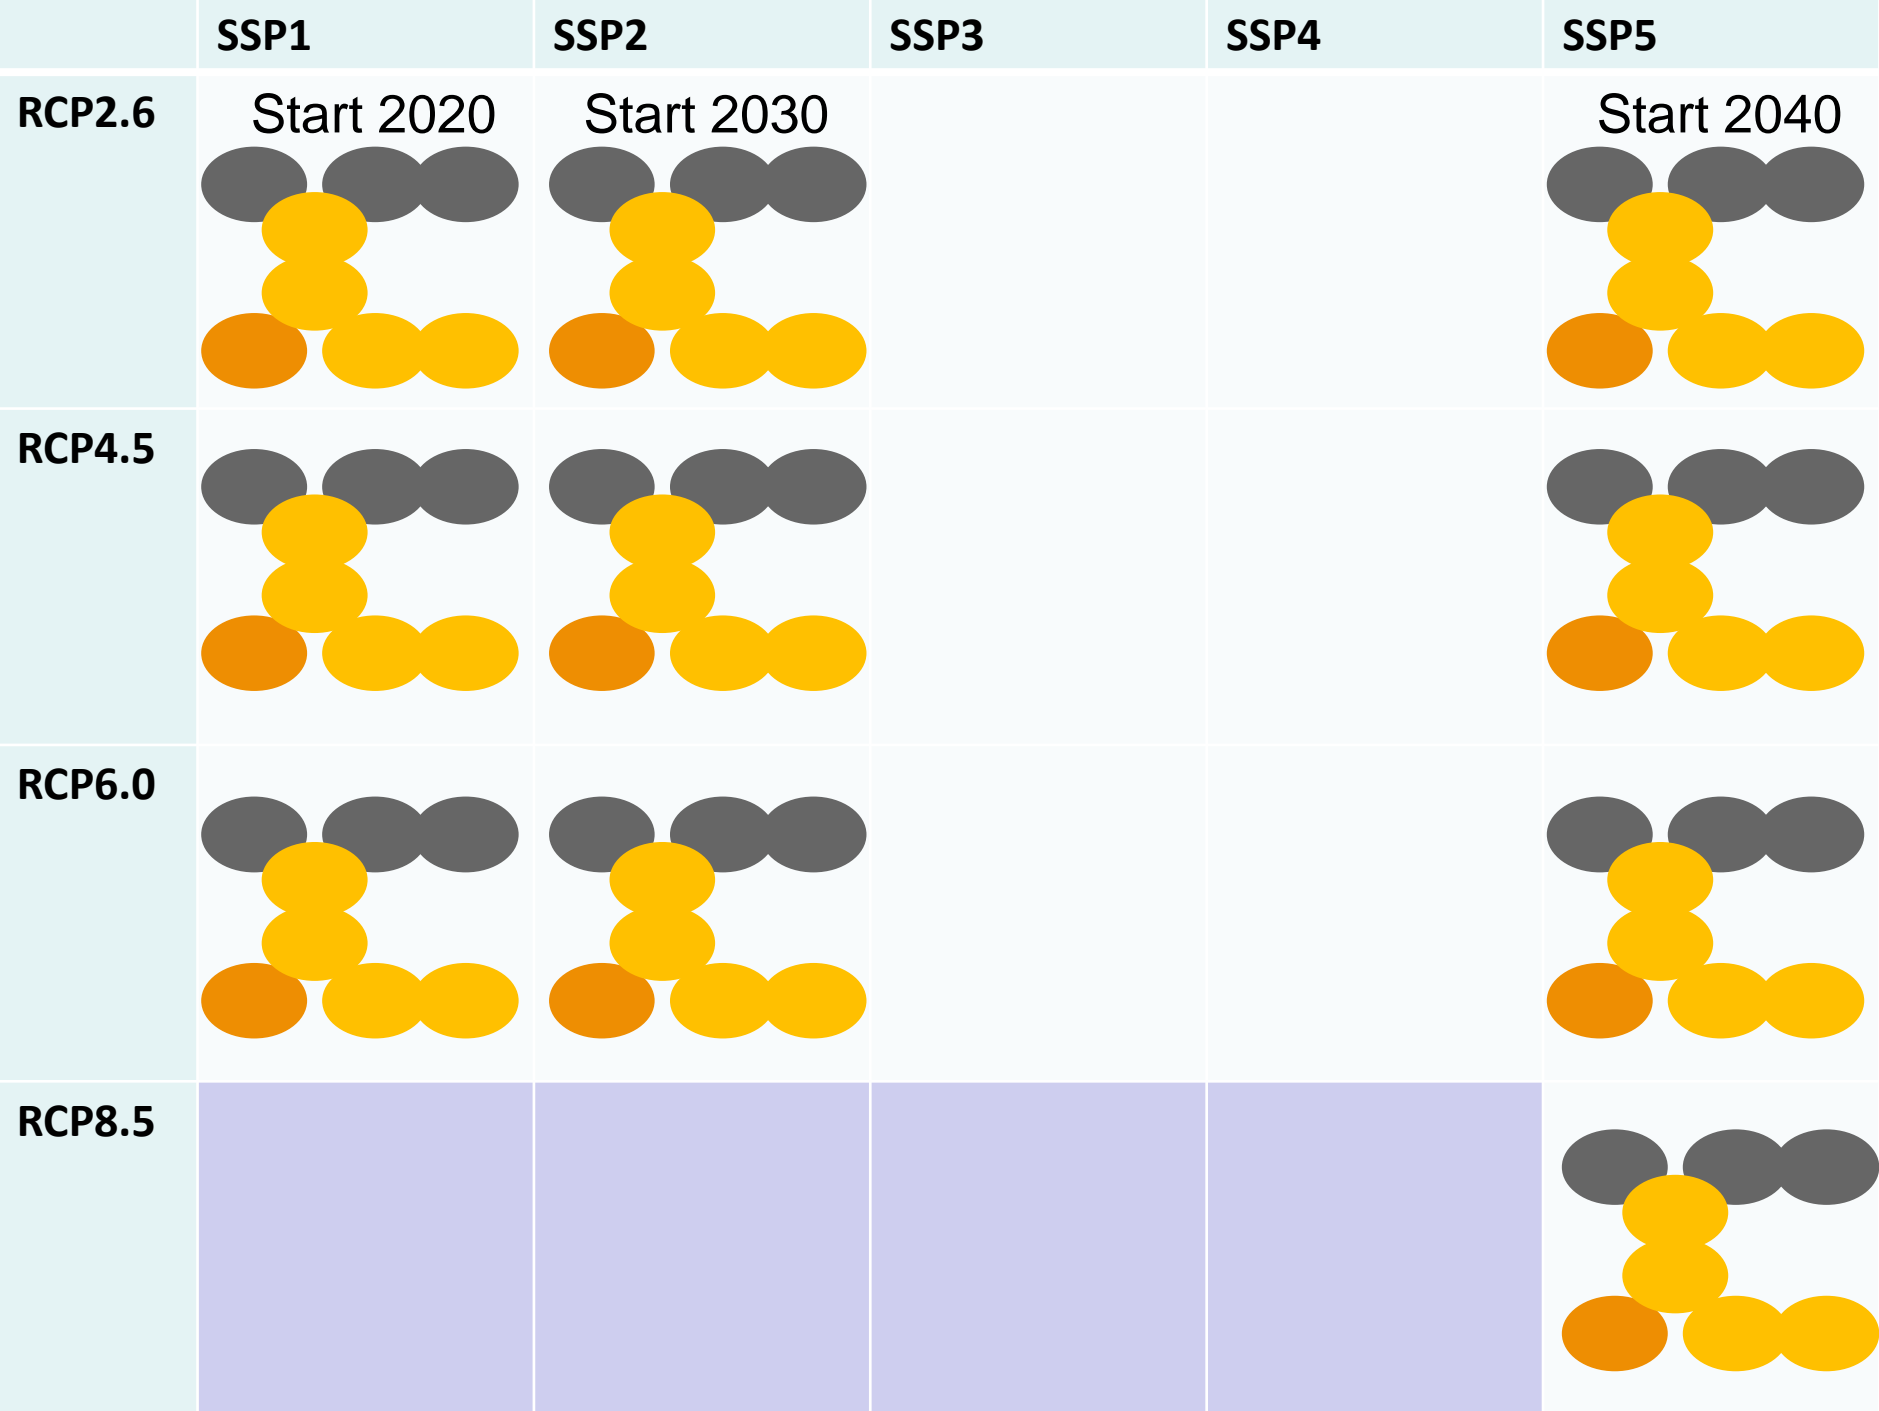 SSP1 SSP2 SSP3 SSP4 SSP5
RCP2.6 Start 2020 Start 2030 Start 2040
RCP4.5
RCP6.0
RCP8.5